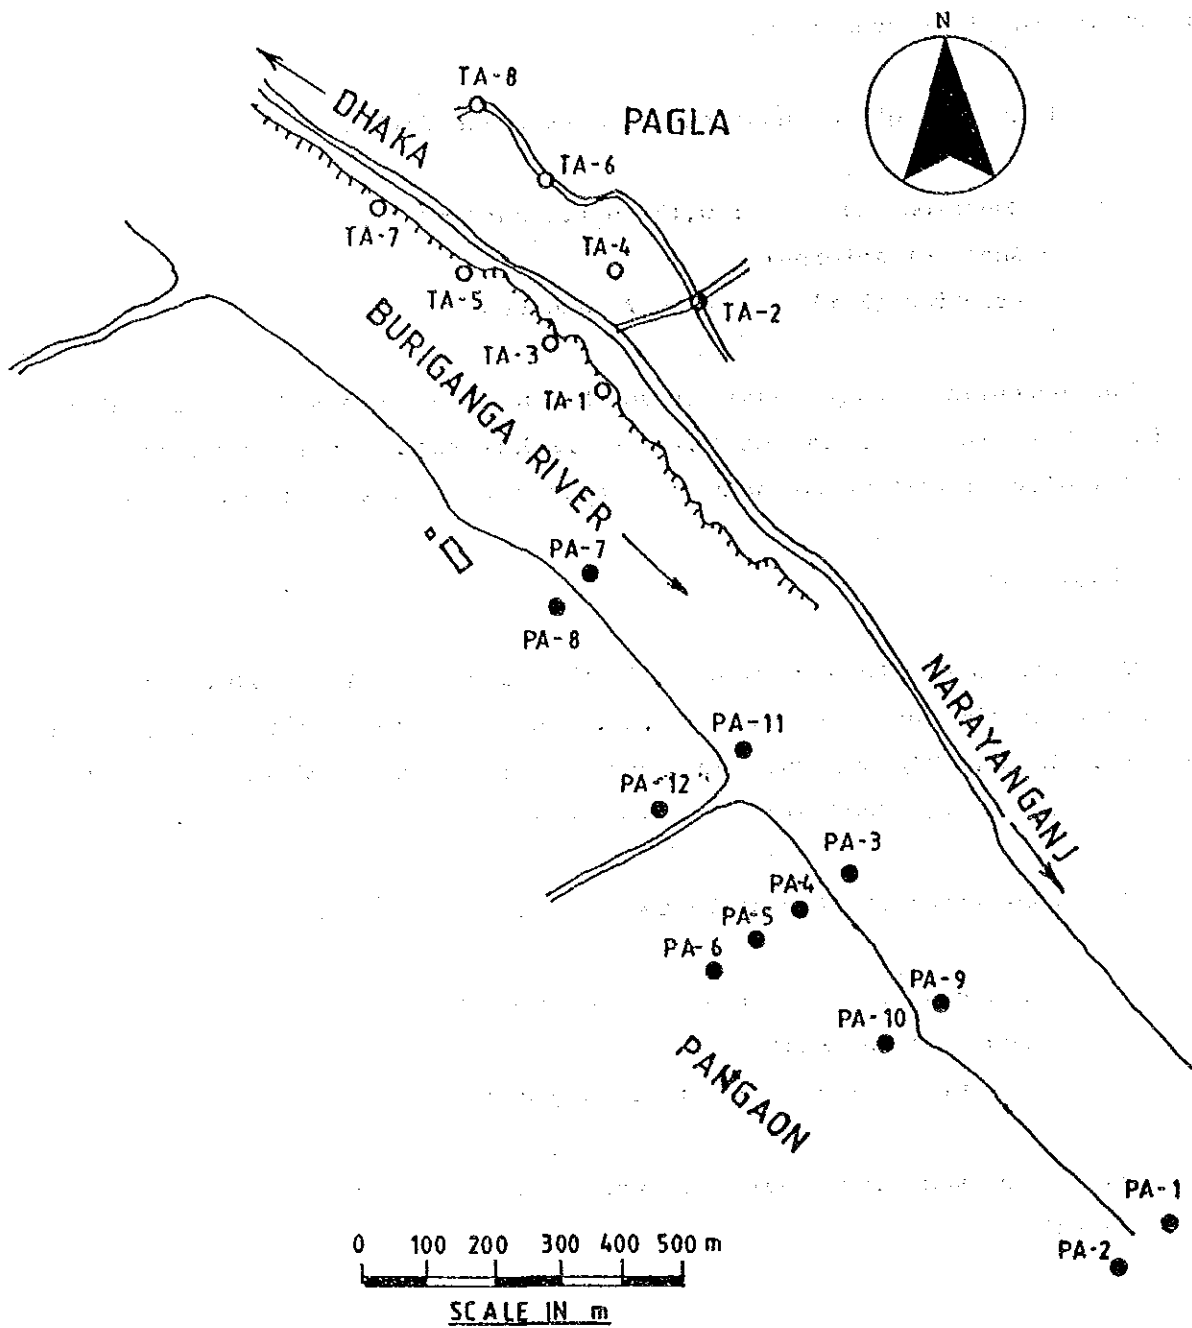 N
TA-8
PAGLA
DHAKA
TA-6
TA-7
TA-4
TA-5
TA-2
BURIGANGA RIVER
TA-3
TA-1
PA-7
PA-8
NARAYANGANJ
PA-11
PA-12
PA-3
PA-4
PA-5
PA-6
PA-9
PA-10
PANGAON
PA-1
PA-2
0 100 200 300 400 500 m
SCALE IN m